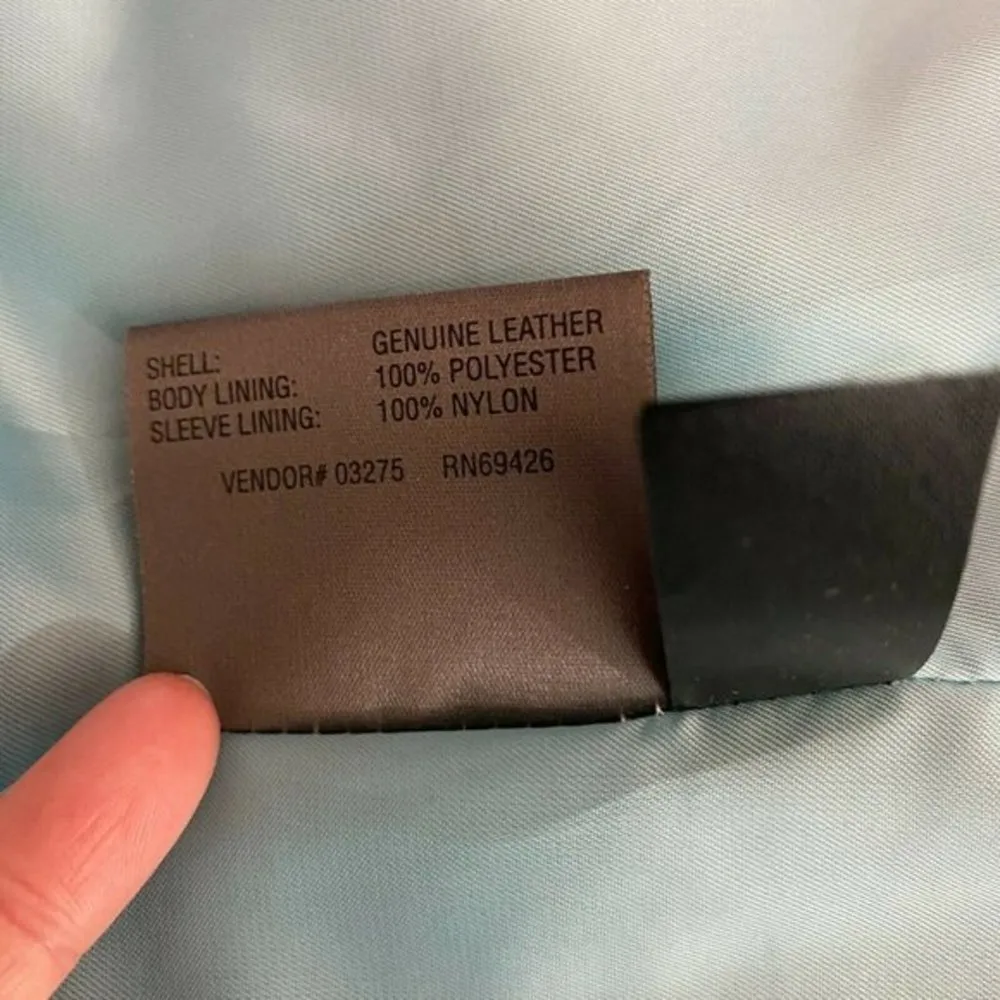 SHELL: GENUINE LEATHER
BODY LINING: 100% POLYESTER
SLEEVE LINING: 100% NYLON
VENDOR# 03275 RN69426